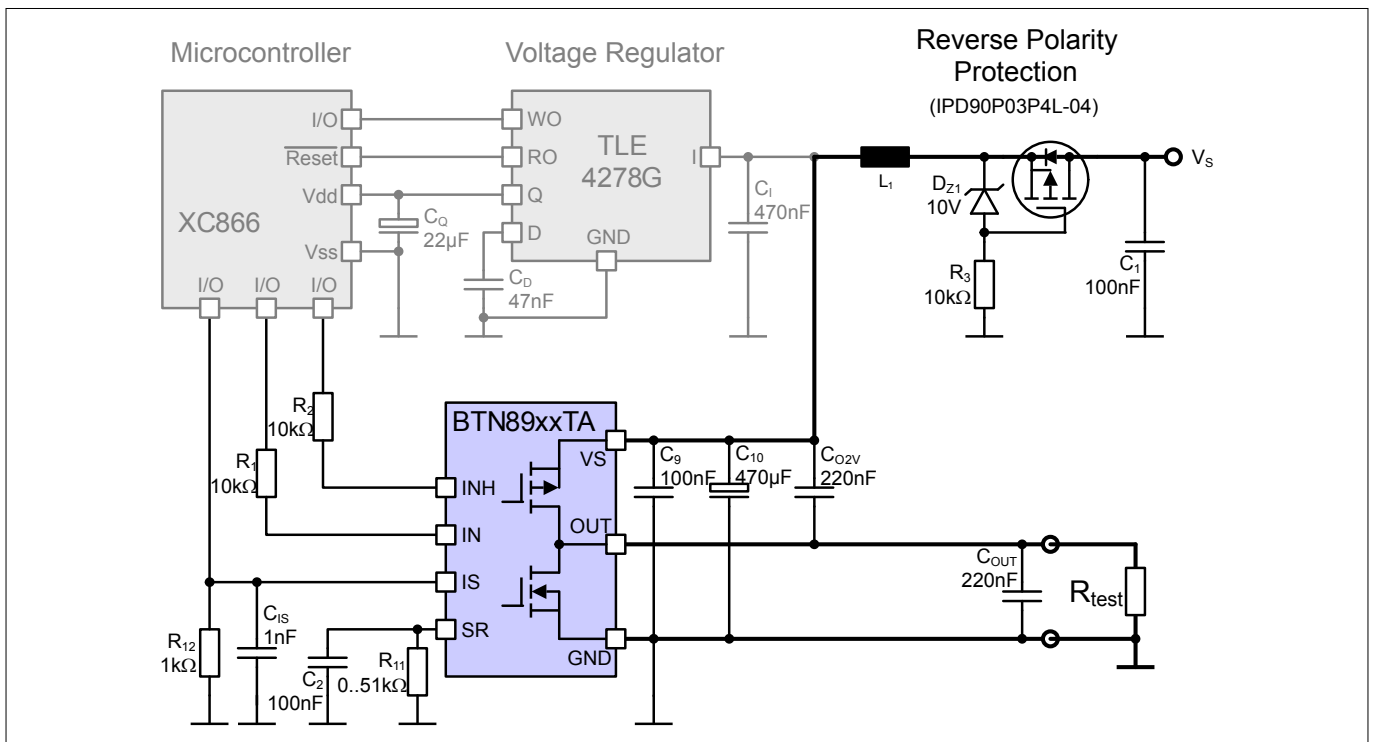 Microcontroller
Voltage Regulator
Reverse Polarity
Protection
(IPD90P03P4L-04)
I/O
Reset
Vdd
Vss
XC866
I/O
I/O
I/O
WO
RO
Q
D
GND
I
TLE
4278G
CQ
22µF
CD
47nF
CI
470nF
L1
DZ1
10V
R3
10kΩ
C1
100nF
VS
R2
10kΩ
R1
10kΩ
BTN89xxTA
VS
INH
IN
OUT
IS
SR
GND
C9
100nF
C10
470µF
CO2V
220nF
COUT
220nF
Rtest
R12
1kΩ
CIS
1nF
C2
100nF
R11
0..51kΩ